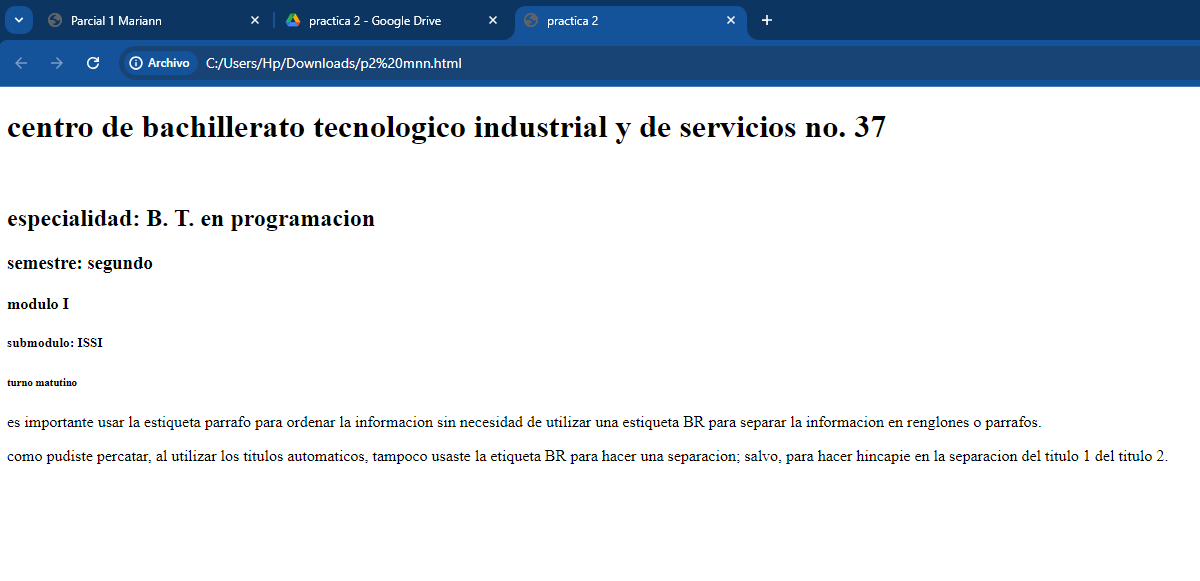 Parcial 1 Mariann
practica 2 - Google Drive
practica 2
Archivo
C:/Users/Hp/Downloads/p2%20mnn.html
centro de bachillerato tecnologico industrial y de servicios no. 37
especialidad: B. T. en programacion
semestre: segundo
modulo I
submodulo: ISSI
turno matutino
es importante usar la estiqueta parrafo para ordenar la informacion sin necesidad de utilizar una estiqueta BR para separar la informacion en renglones o parrafos.
como pudiste percatar, al utilizar los titulos automaticos, tampoco usaste la etiqueta BR para hacer una separacion; salvo, para hacer hincapie en la separacion del titulo 1 del titulo 2.